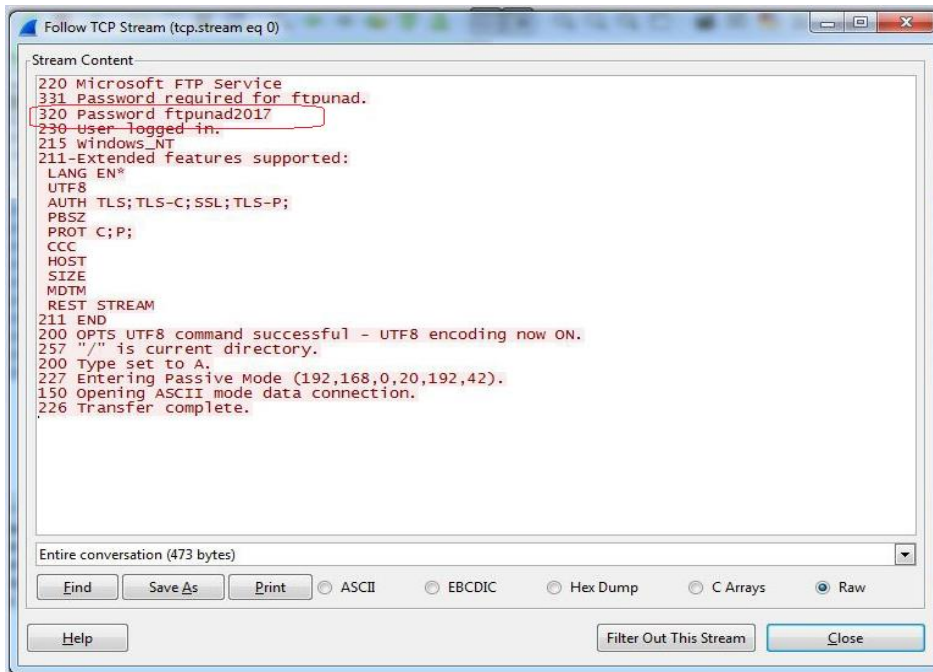 Follow TCP Stream (tcp.stream eq 0)
Stream Content
220 Microsoft FTP Service
331 Password required for ftpunad.
320 Password ftpunad2017
230 User logged in.
215 Windows_NT
211-Extended features supported:
LANG EN*
UTF8
AUTH TLS;TLS-C;SSL;TLS-P;
PBSZ
PROT C;P;
CCC
HOST
SIZE
MDTM
REST STREAM
211 END
200 OPTS UTF8 command successful - UTF8 encoding now ON.
257 "/" is current directory.
200 Type set to A.
227 Entering Passive Mode (192,168,0,20,192,42).
150 Opening ASCII mode data connection.
226 Transfer complete.
Entire conversation (473 bytes)
Find Save As Print ASCII EBCDIC Hex Dump C Arrays Raw
Help Filter Out This Stream Close